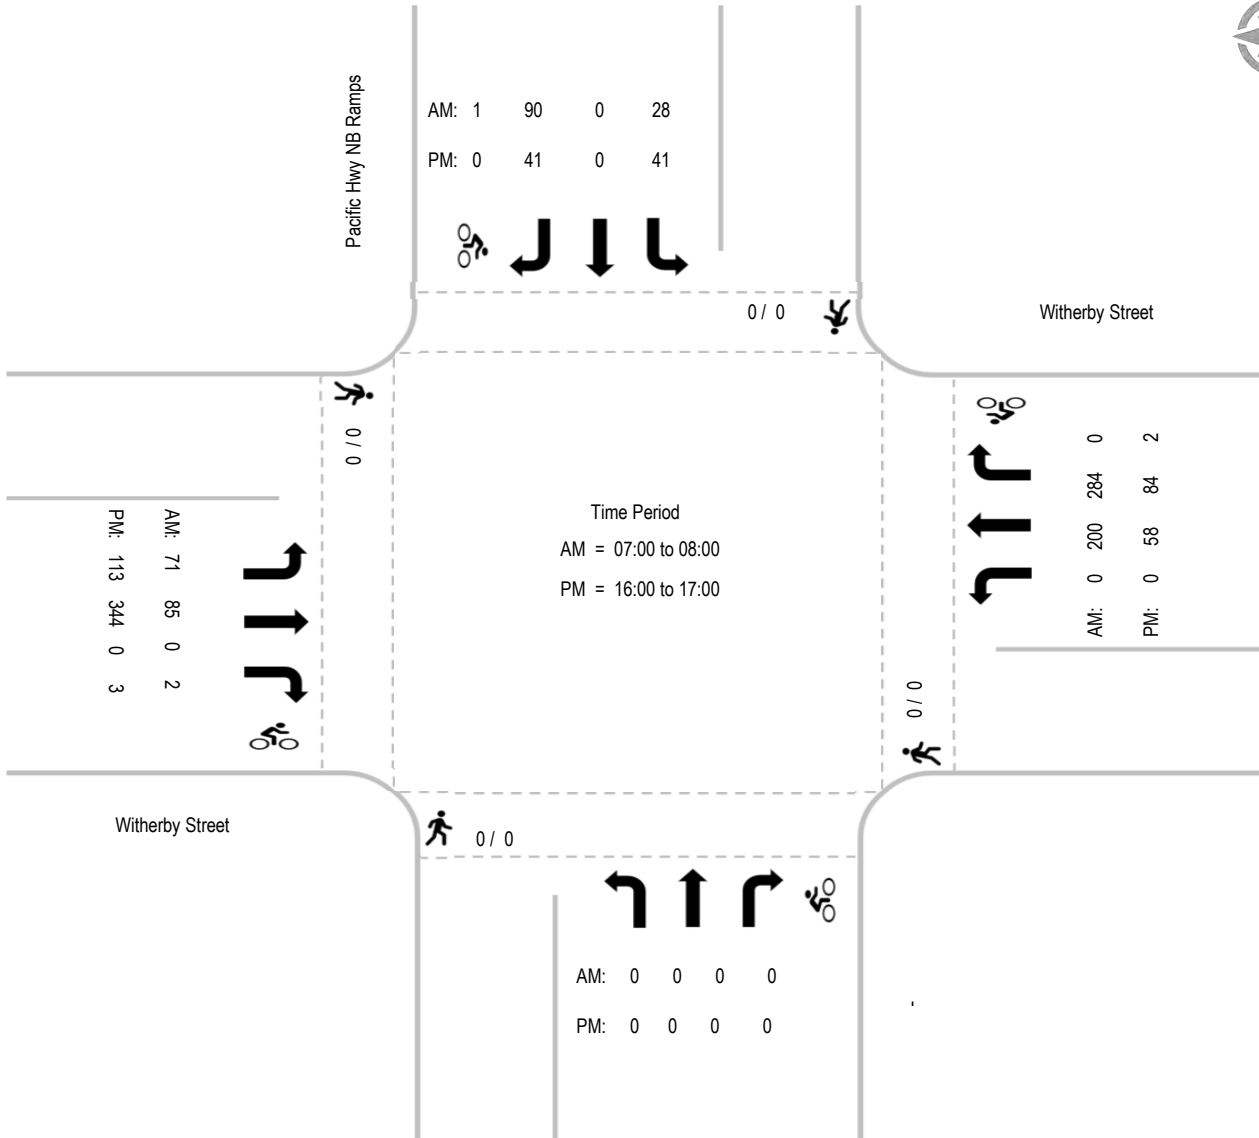 Pacific Hwy NB Ramps
AM: 1 90 0 28
PM: 0 41 0 41
0 / 0
Witherby Street
0 / 0
AM: 0 200 284 0
PM: 0 58 84 2
Time Period
AM = 07:00 to 08:00
PM = 16:00 to 17:00
AM: 71 85 0 2
PM: 113 344 0 3
0 / 0
Witherby Street
0 / 0
AM: 0 0 0 0
PM: 0 0 0 0